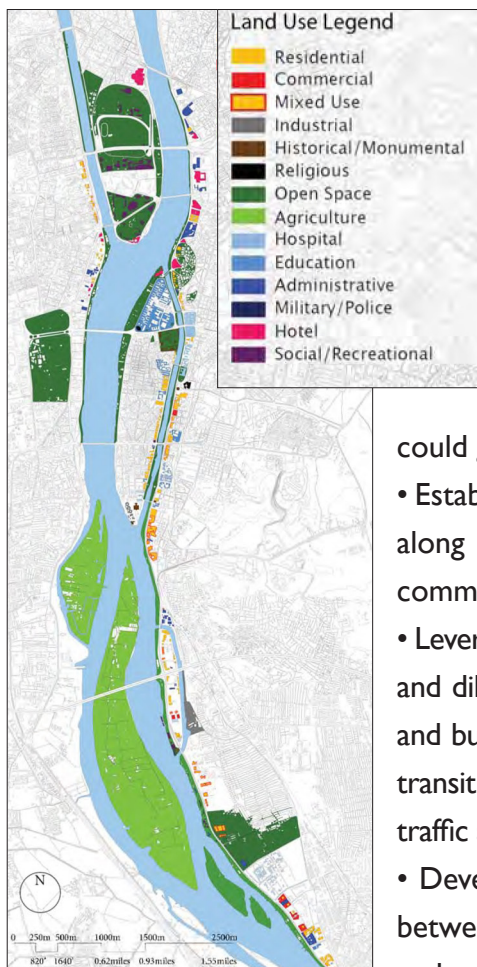 Land Use Legend
Residential
Commercial
Mixed Use
Industrial
Historical/Monumental
Religious
Open Space
Agriculture
Hospital
Education
Administrative
Military/Police
Hotel
Social/Recreational
could
• Estab
along
comm
• Lever
and dil
and bu
transit
traffic
• Deve
betwe
N
0 250m 500m 1000m 1500m 2500m
820' 1640' 0.62miles 0.93miles 1.55miles